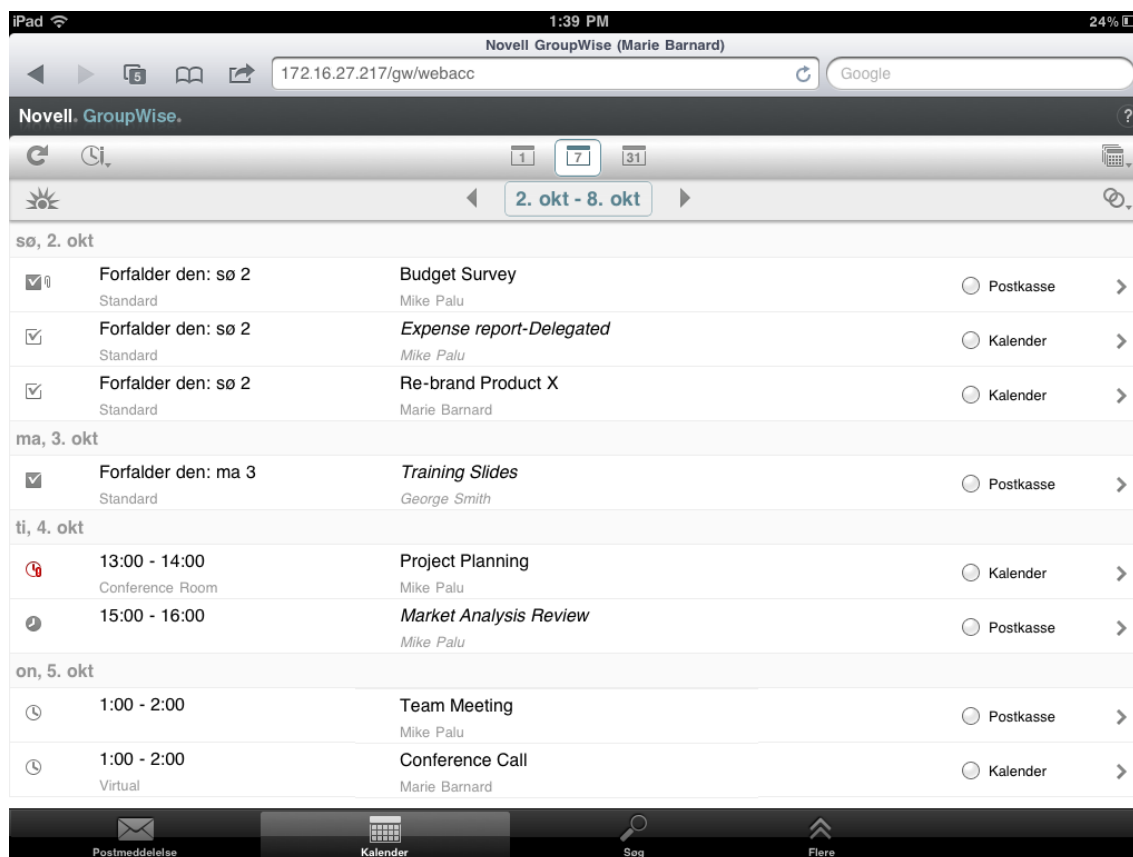 iPad 1:39 PM 24%
Novell GroupWise (Marie Barnard)
5 172.16.27.217/gw/webacc Google
Novell. GroupWise. ?
1 7 31
2. okt - 8. okt
sø, 2. okt
Forfalder den: sø 2 Budget Survey
Standard Mike Palu Postkasse
Forfalder den: sø 2 Expense report-Delegated
Standard Mike Palu Kalender
Forfalder den: sø 2 Re-brand Product X
Standard Marie Barnard Kalender
ma, 3. okt
Forfalder den: ma 3 Training Slides
Standard George Smith Postkasse
ti, 4. okt
13:00 - 14:00 Project Planning
Conference Room Mike Palu Kalender
15:00 - 16:00 Market Analysis Review
Mike Palu Postkasse
on, 5. okt
1:00 - 2:00 Team Meeting
Mike Palu Postkasse
1:00 - 2:00 Conference Call
Virtual Marie Barnard Kalender
Postmeddelelse Kalender Søg Flere